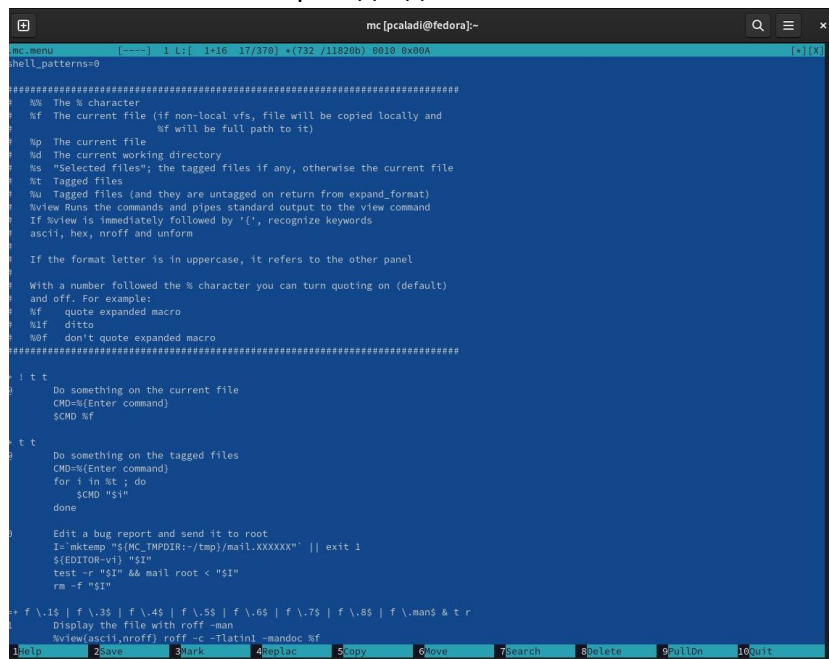 mc [pcaladi@fedora]:~
.mc.menu [----] 1 L:[ 1+16 17/370] *(732 /11820b) 0010 0x00A [*][X]
shell_patterns=0
################################################################################
# %% The % character
# %f The current file (if non-local vfs, file will be copied locally and
# %f will be full path to it)
# %p The current file
# %d The current working directory
# %s "Selected files"; the tagged files if any, otherwise the current file
# %t Tagged files
# %u Tagged files (and they are untagged on return from expand_format)
# %view Runs the commands and pipes standard output to the view command
# If %view is immediately followed by '{', recognize keywords
# ascii, hex, nroff and unform
#
# If the format letter is in uppercase, it refers to the other panel
#
# With a number followed the % character you can turn quoting on (default)
# and off. For example:
# %f quote expanded macro
# %1f ditto
# %0f don't quote expanded macro
################################################################################
+ ! t t
@ Do something on the current file
CMD=%{Enter command}
$CMD %f
+ t t
@ Do something on the tagged files
CMD=%{Enter command}
for i in %t ; do
$CMD "$i"
done
0 Edit a bug report and send it to root
I=`mktemp "${MC_TMPDIR:-/tmp}/mail.XXXXXX"` || exit 1
${EDITOR-vi} "$I"
test -r "$I" && mail root < "$I"
rm -f "$I"
=+ f \.1$ | f \.3$ | f \.4$ | f \.5$ | f \.6$ | f \.7$ | f \.8$ | f \.man$ & t r
1 Display the file with roff -man
%view{ascii,nroff} roff -c -Tlatin1 -mandoc %f
1Help 2Save 3Mark 4Replac 5Copy 6Move 7Search 8Delete 9PullDn 10Quit